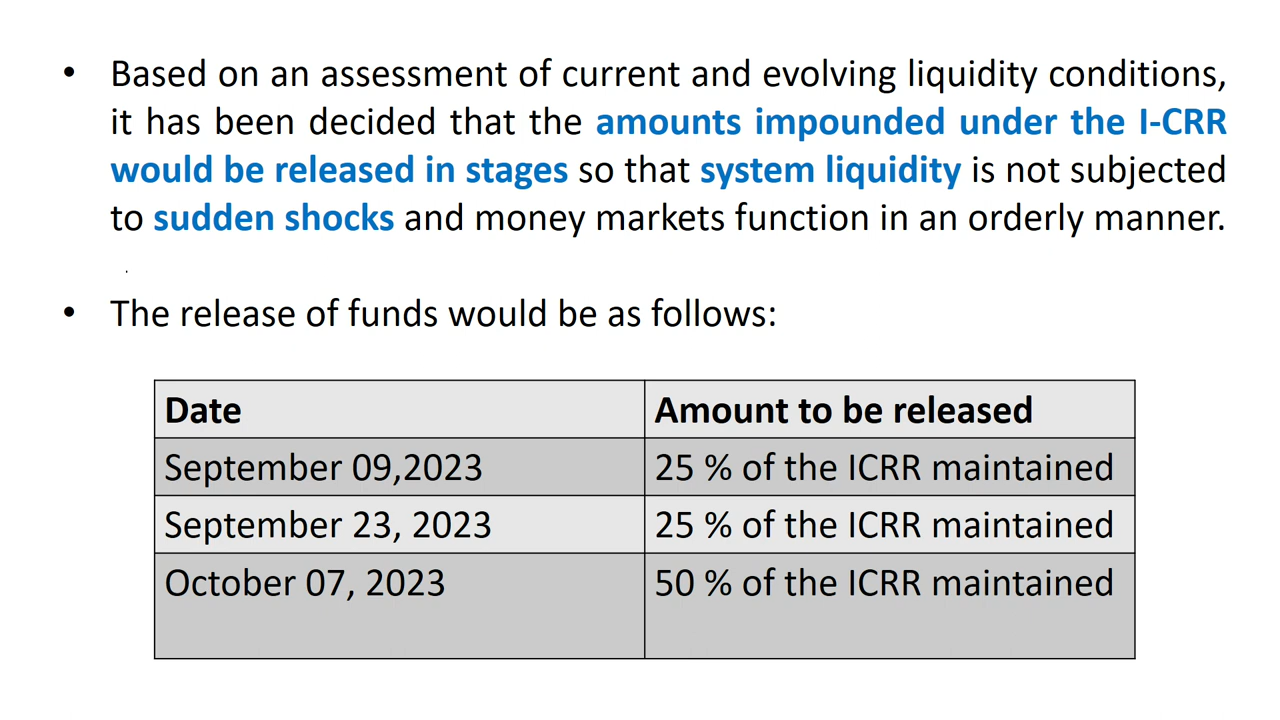 • Based on an assessment of current and evolving liquidity conditions,
it has been decided that the amounts impounded under the I-CRR
would be released in stages so that system liquidity is not subjected
to sudden shocks and money markets function in an orderly manner.
.
• The release of funds would be as follows:
Date Amount to be released
September 09,2023 25 % of the ICRR maintained
September 23, 2023 25 % of the ICRR maintained
October 07, 2023 50 % of the ICRR maintained